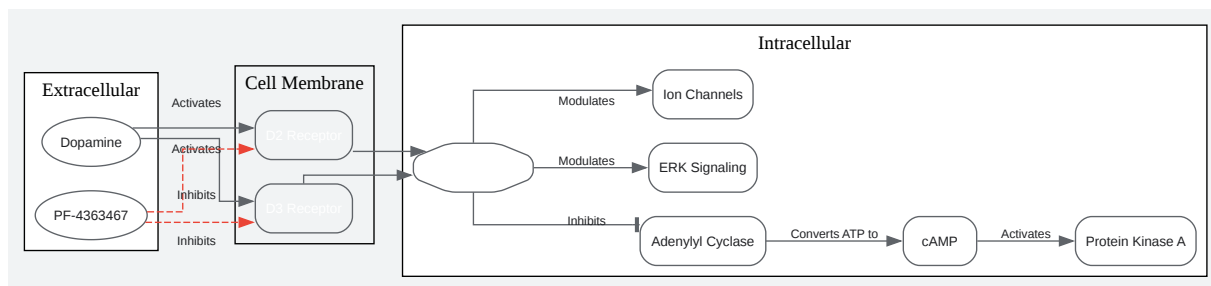 Extracellular
Dopamine
PF-4363467
Activates
Activates
Inhibits
Inhibits
Cell Membrane
D2 Receptor
D3 Receptor
Intracellular
Modulates
Ion Channels
Modulates
ERK Signaling
Inhibits
Adenylyl Cyclase
Converts ATP to
cAMP
Activates
Protein Kinase A